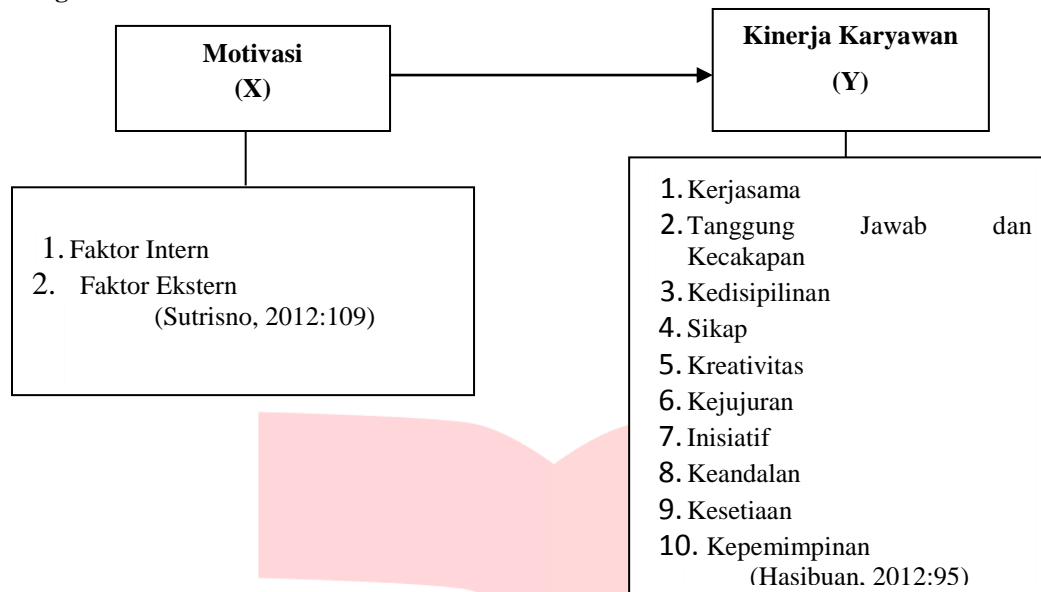 Motivasi
(X)
Kinerja Karyawan
(Y)
1. Faktor Intern
2. Faktor Ekstern
(Sutrisno, 2012:109)
1. Kerjasama
2. Tanggung Jawab dan
Kecakapan
3. Kedisipilinan
4. Sikap
5. Kreativitas
6. Kejujuran
7. Inisiatif
8. Keandalan
9. Kesetiaan
10. Kepemimpinan
(Hasibuan, 2012:95)